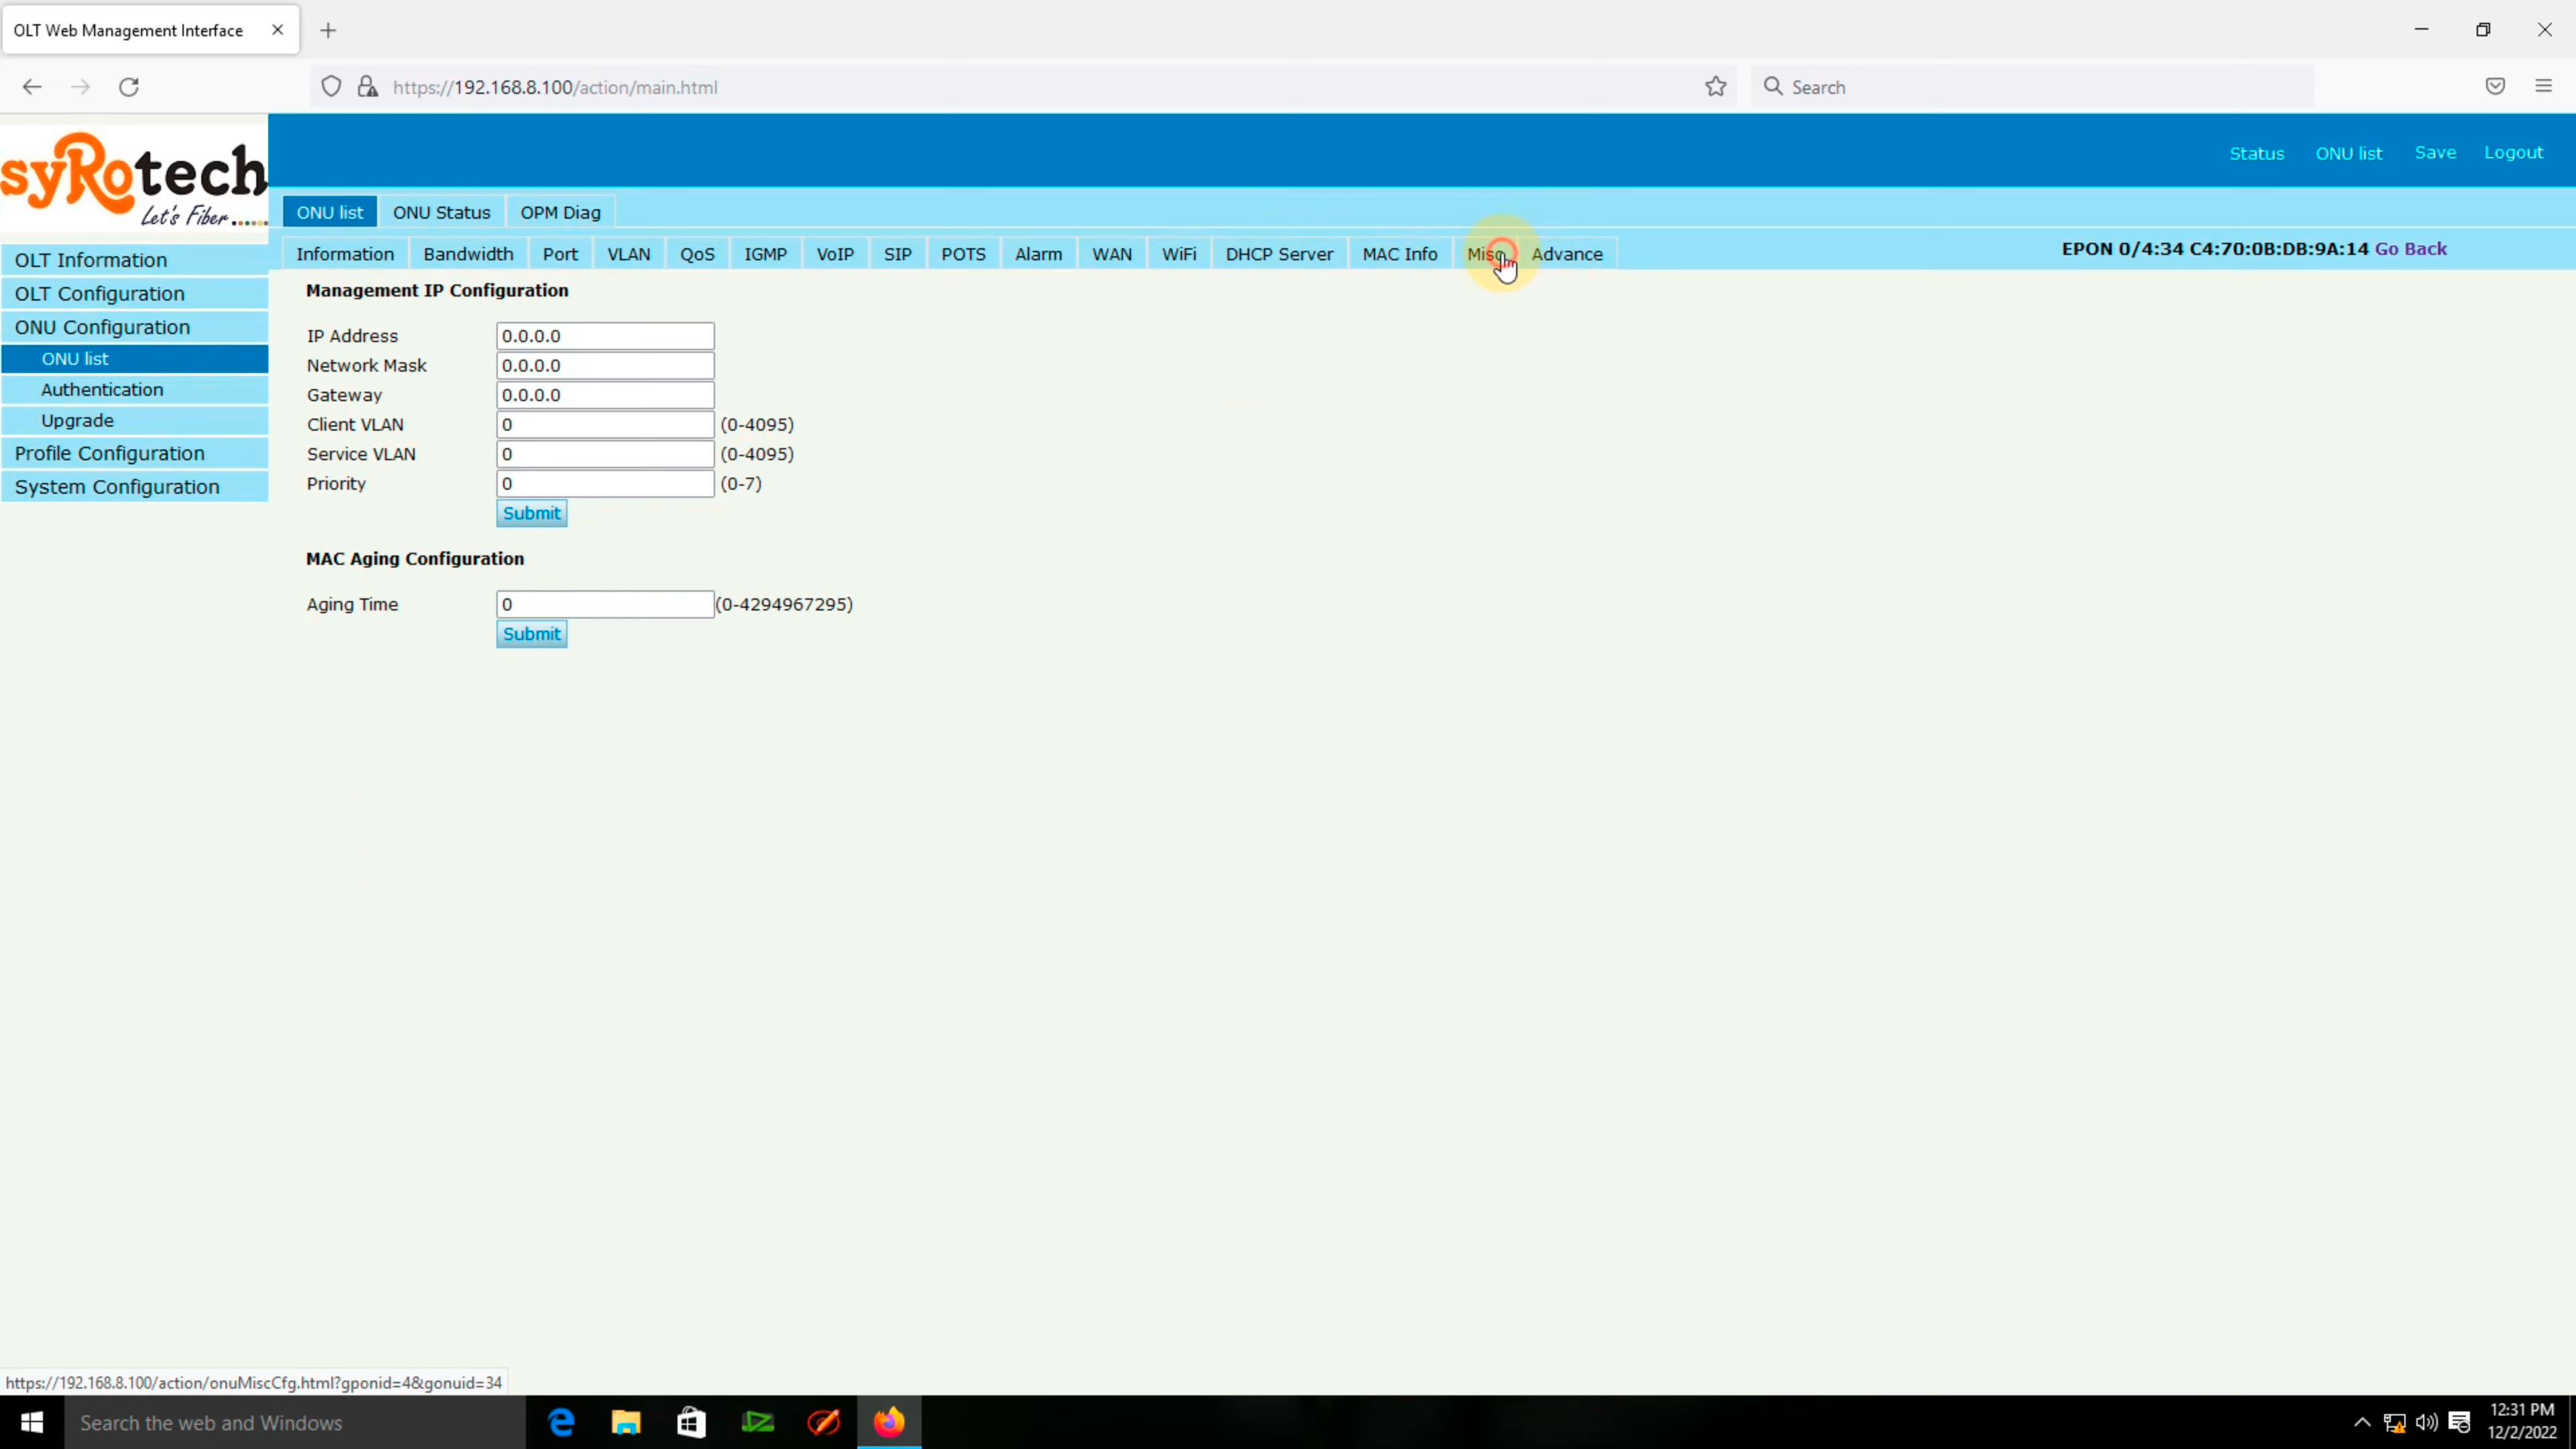 OLT Web Management Interface
https://192.168.8.100/action/main.html
Search
syRotech
Let's Fiber......
Status ONU list Save Logout
ONU list ONU Status OPM Diag
Information Bandwidth Port VLAN QoS IGMP VoIP SIP POTS Alarm WAN WiFi DHCP Server MAC Info Misc Advance
EPON 0/4:34 C4:70:0B:DB:9A:14 Go Back
OLT Information
OLT Configuration
ONU Configuration
ONU list
Authentication
Upgrade
Profile Configuration
System Configuration
Management IP Configuration
IP Address 0.0.0.0
Network Mask 0.0.0.0
Gateway 0.0.0.0
Client VLAN 0 (0-4095)
Service VLAN 0 (0-4095)
Priority 0 (0-7)
Submit
MAC Aging Configuration
Aging Time 0 (0-4294967295)
Submit
https://192.168.8.100/action/onuMiscCfg.html?gponid=4&gonuid=34
Search the web and Windows
12:31 PM
12/2/2022